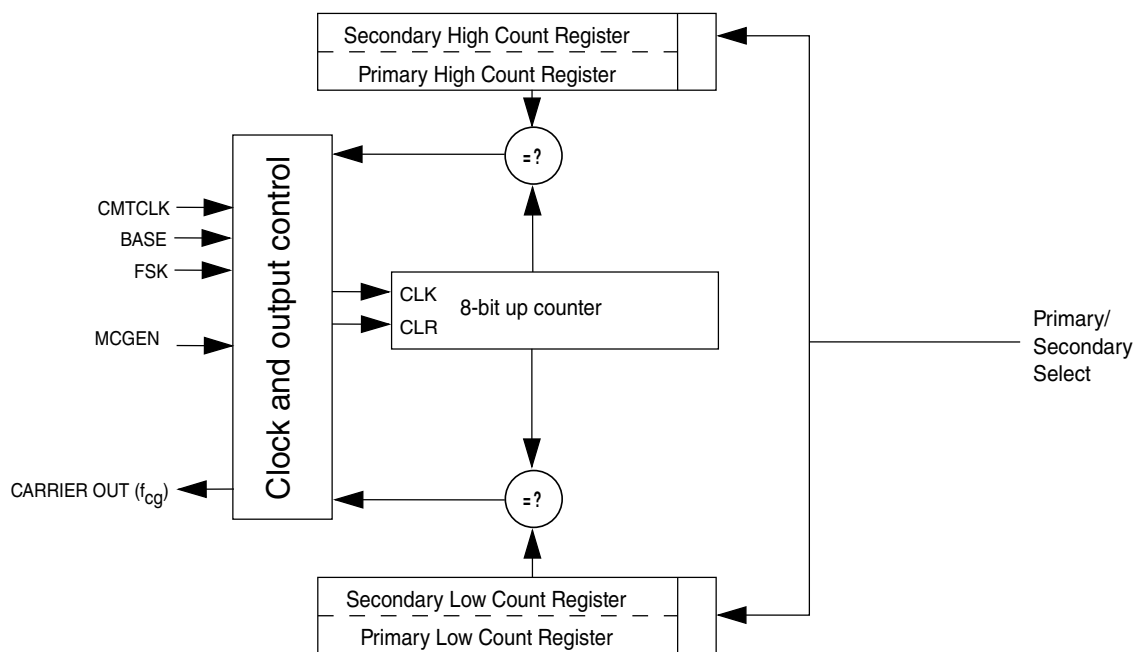 Secondary High Count Register
Primary High Count Register
=?
Clock and output control
CMTCLK
BASE
FSK
MCGEN
CARRIER OUT (fcg)
CLK
CLR
8-bit up counter
Primary/
Secondary
Select
=?
Secondary Low Count Register
Primary Low Count Register